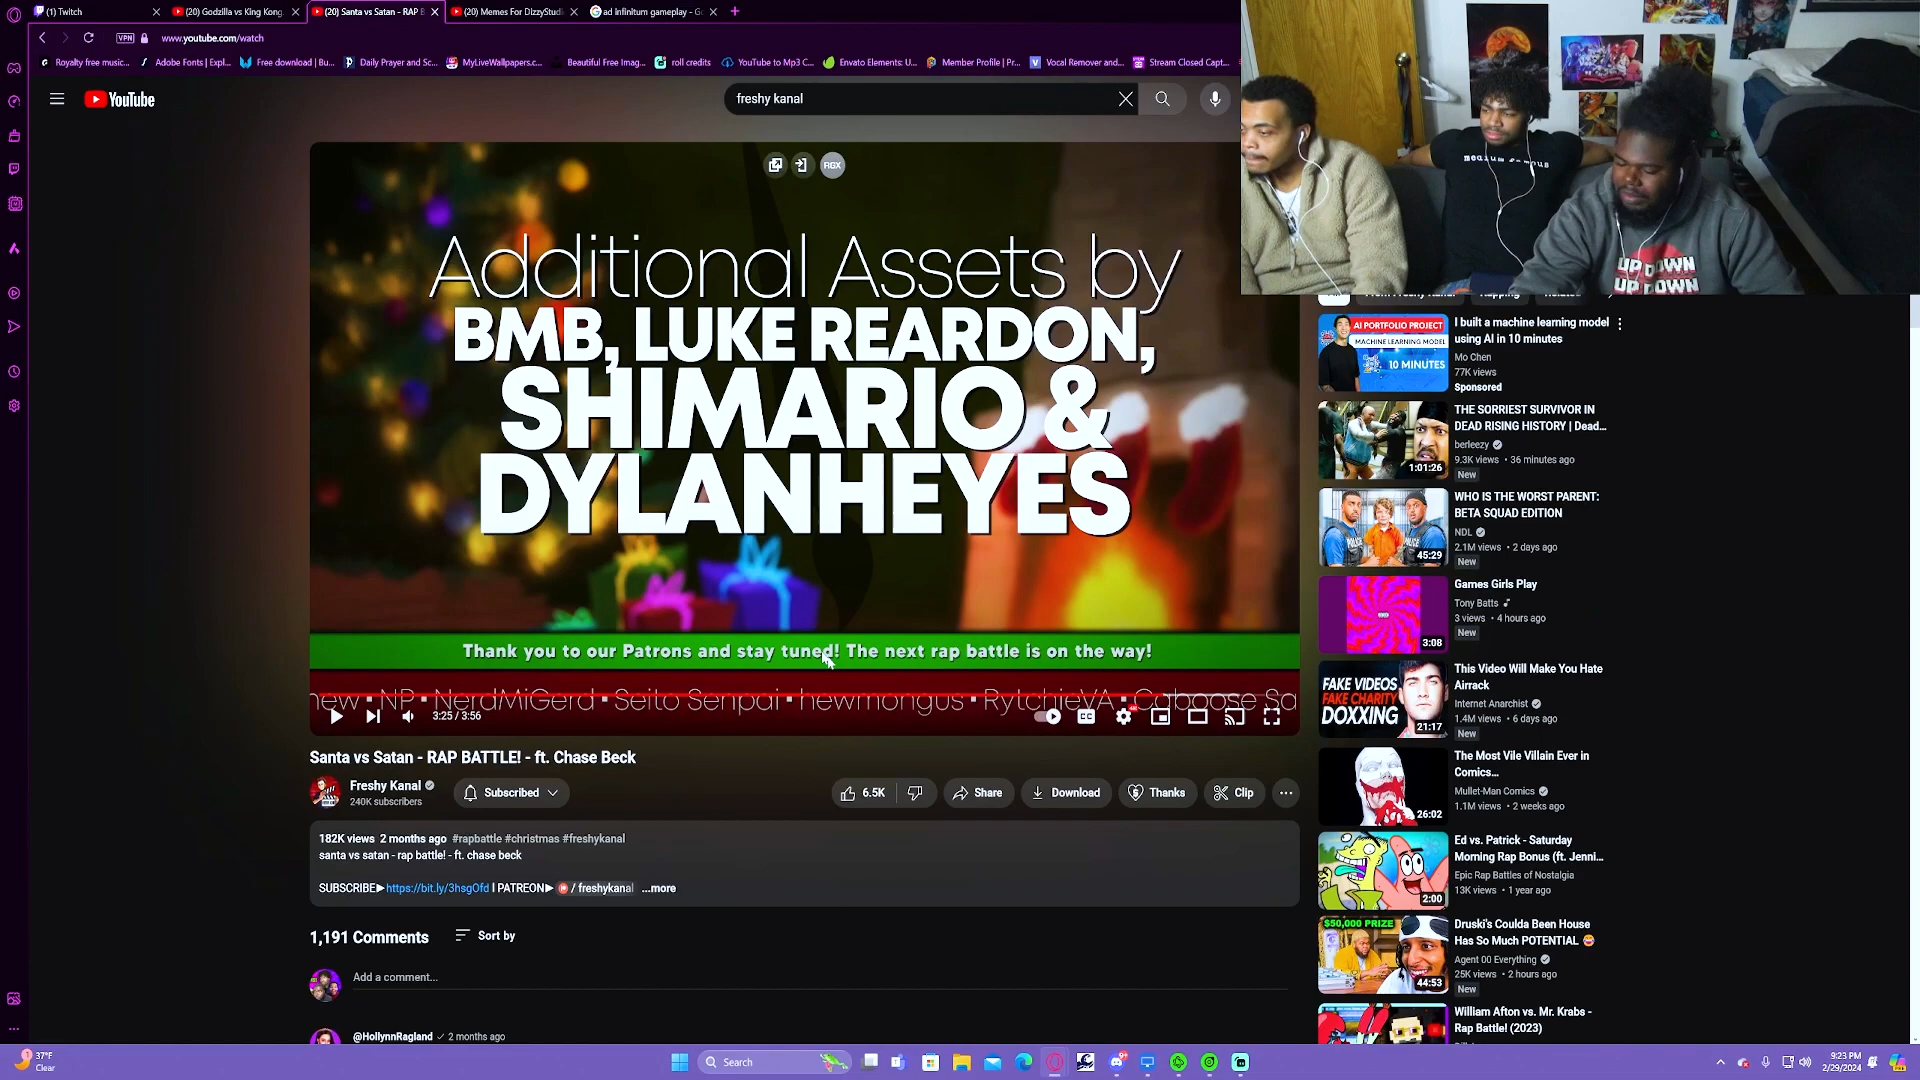 (1) Twitch
(20) Godzilla vs King Kong
(20) Santa vs Satan - RAP B
(20) Memes For DizzyStudi
ad infinitum gameplay - Go
VPN
www.youtube.com/watch
Royalty free music...
Adobe Fonts | Expl...
Free download | Bu...
Daily Prayer and Sc...
MyLiveWallpapers.c...
Beautiful Free Imag...
roll credits
YouTube to Mp3 C...
Envato Elements: U...
Member Profile | Pr...
Vocal Remover and...
Stream Closed Capt...
YouTube
freshy kanal
RGX
Additional Assets by
BMB, LUKE REARDON,
SHIMARIO &
DYLANHEYES
Thank you to our Patrons and stay tuned! The next rap battle is on the way!
new • NP • NerdMiGerd • Seito Senpai • hewmongus • RytchieVA • Caboose Sa
3:25 / 3:56
CC
Santa vs Satan - RAP BATTLE! - ft. Chase Beck
Freshy Kanal
240K subscribers
Subscribed
6.5K
Share
Download
Thanks
Clip
182K views 2 months ago #rapbattle #christmas #freshykanal
santa vs satan - rap battle! - ft. chase beck
SUBSCRIBE▶https://bit.ly/3hsgOfd l PATREON▶ / freshykanal ...more
1,191 Comments
Sort by
Add a comment...
@HollynnRagland ✓ 2 months ago
medium famous
UP DOWN
UP DOWN
AI PORTFOLIO PROJECT
MACHINE LEARNING MODEL
10 MINUTES
I built a machine learning model
using AI in 10 minutes
Mo Chen
77K views
Sponsored
1:01:26
THE SORRIEST SURVIVOR IN
DEAD RISING HISTORY | Dead...
berleezy
9.3K views • 36 minutes ago
New
45:29
WHO IS THE WORST PARENT:
BETA SQUAD EDITION
NDL
2.1M views • 2 days ago
New
3:08
Games Girls Play
Tony Batts
3 views • 4 hours ago
New
FAKE VIDEOS
FAKE CHARITY
DOXXING
21:17
This Video Will Make You Hate
Airrack
Internet Anarchist
1.4M views • 6 days ago
New
26:02
The Most Vile Villain Ever in
Comics...
Mullet-Man Comics
1.1M views • 2 weeks ago
2:00
Ed vs. Patrick - Saturday
Morning Rap Bonus (ft. Jenni...
Epic Rap Battles of Nostalgia
13K views • 1 year ago
$50,000 PRIZE
44:53
Druski's Coulda Been House
Has So Much POTENTIAL
Agent 00 Everything
25K views • 2 hours ago
New
William Afton vs. Mr. Krabs -
Rap Battle! (2023)
37°F
Clear
Search
9:23 PM
2/29/2024